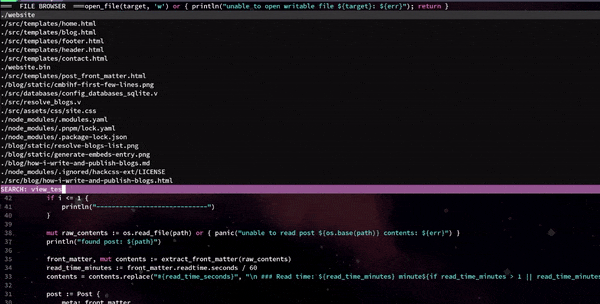 === FILE BROWSER ===open_file(target, 'w') or { println("unable to open writable file ${target}: ${err}"); return }
./website
./src/templates/home.html
./src/templates/blog.html
./src/templates/footer.html
./src/templates/header.html
./src/templates/contact.html
./website.bin
./src/templates/post_front_matter.html
./blog/static/cmbihf-first-few-lines.png
./src/databases/config_databases_sqlite.v
./src/resolve_blogs.v
./src/assets/css/site.css
./node_modules/.modules.yaml
./node_modules/.pnpm/lock.yaml
./node_modules/.package-lock.json
./blog/static/resolve-blogs-list.png
./blog/static/generate-embeds-entry.png
./blog/how-i-write-and-publish-blogs.md
./node_modules/.ignored/hackcss-ext/LICENSE
./src/blog/how-i-write-and-publish-blogs.html
SEARCH: view_tes
42 if i <= 1 {
41 println("----------------------------")
40 }
39
38 mut raw_contents := os.read_file(path) or { panic("unable to read post ${os.base(path)} contents: ${err}") }
37 println("found post: ${path}")
36
35 front_matter, mut contents := extract_front_matter(raw_contents)
34 read_time_minutes := front_matter.readtime.seconds / 60
33 contents = contents.replace("#{read_time_seconds}", "\n ### Read time: ${read_time_minutes} minute${if read_time_minutes > 1 || read_time_minutes
32
31 post := Post {
30 meta: front_matter